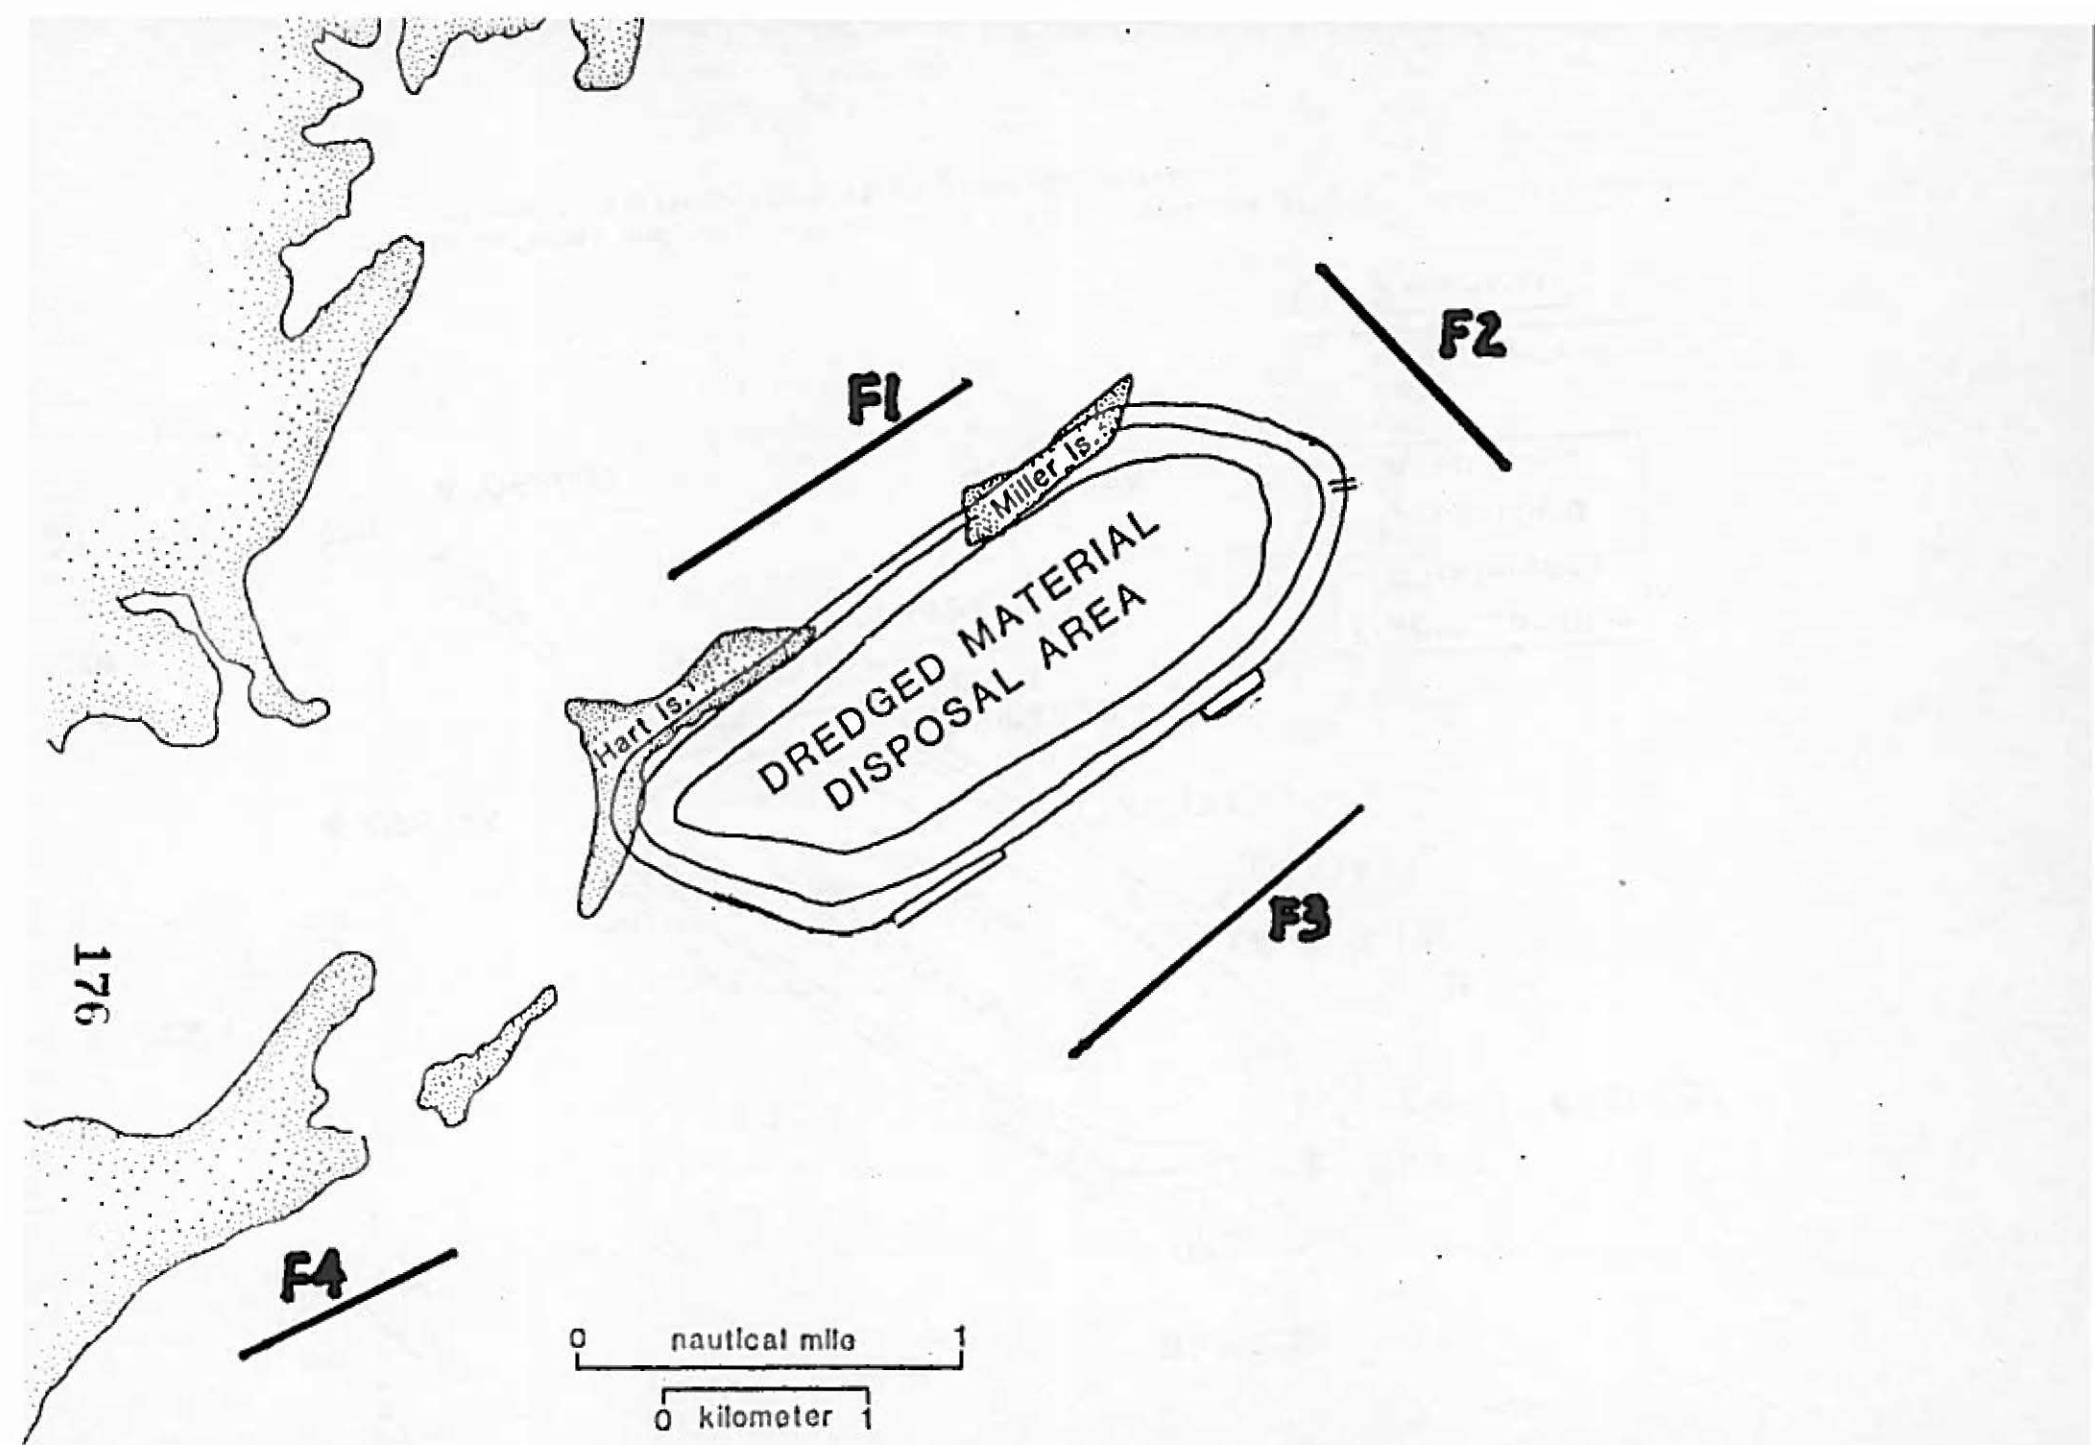 F2
F1
Miller Is.
DREDGED MATERIAL
DISPOSAL AREA
Hart Is.
F3
176
F4
0 nautical mile 1
0 kilometer 1